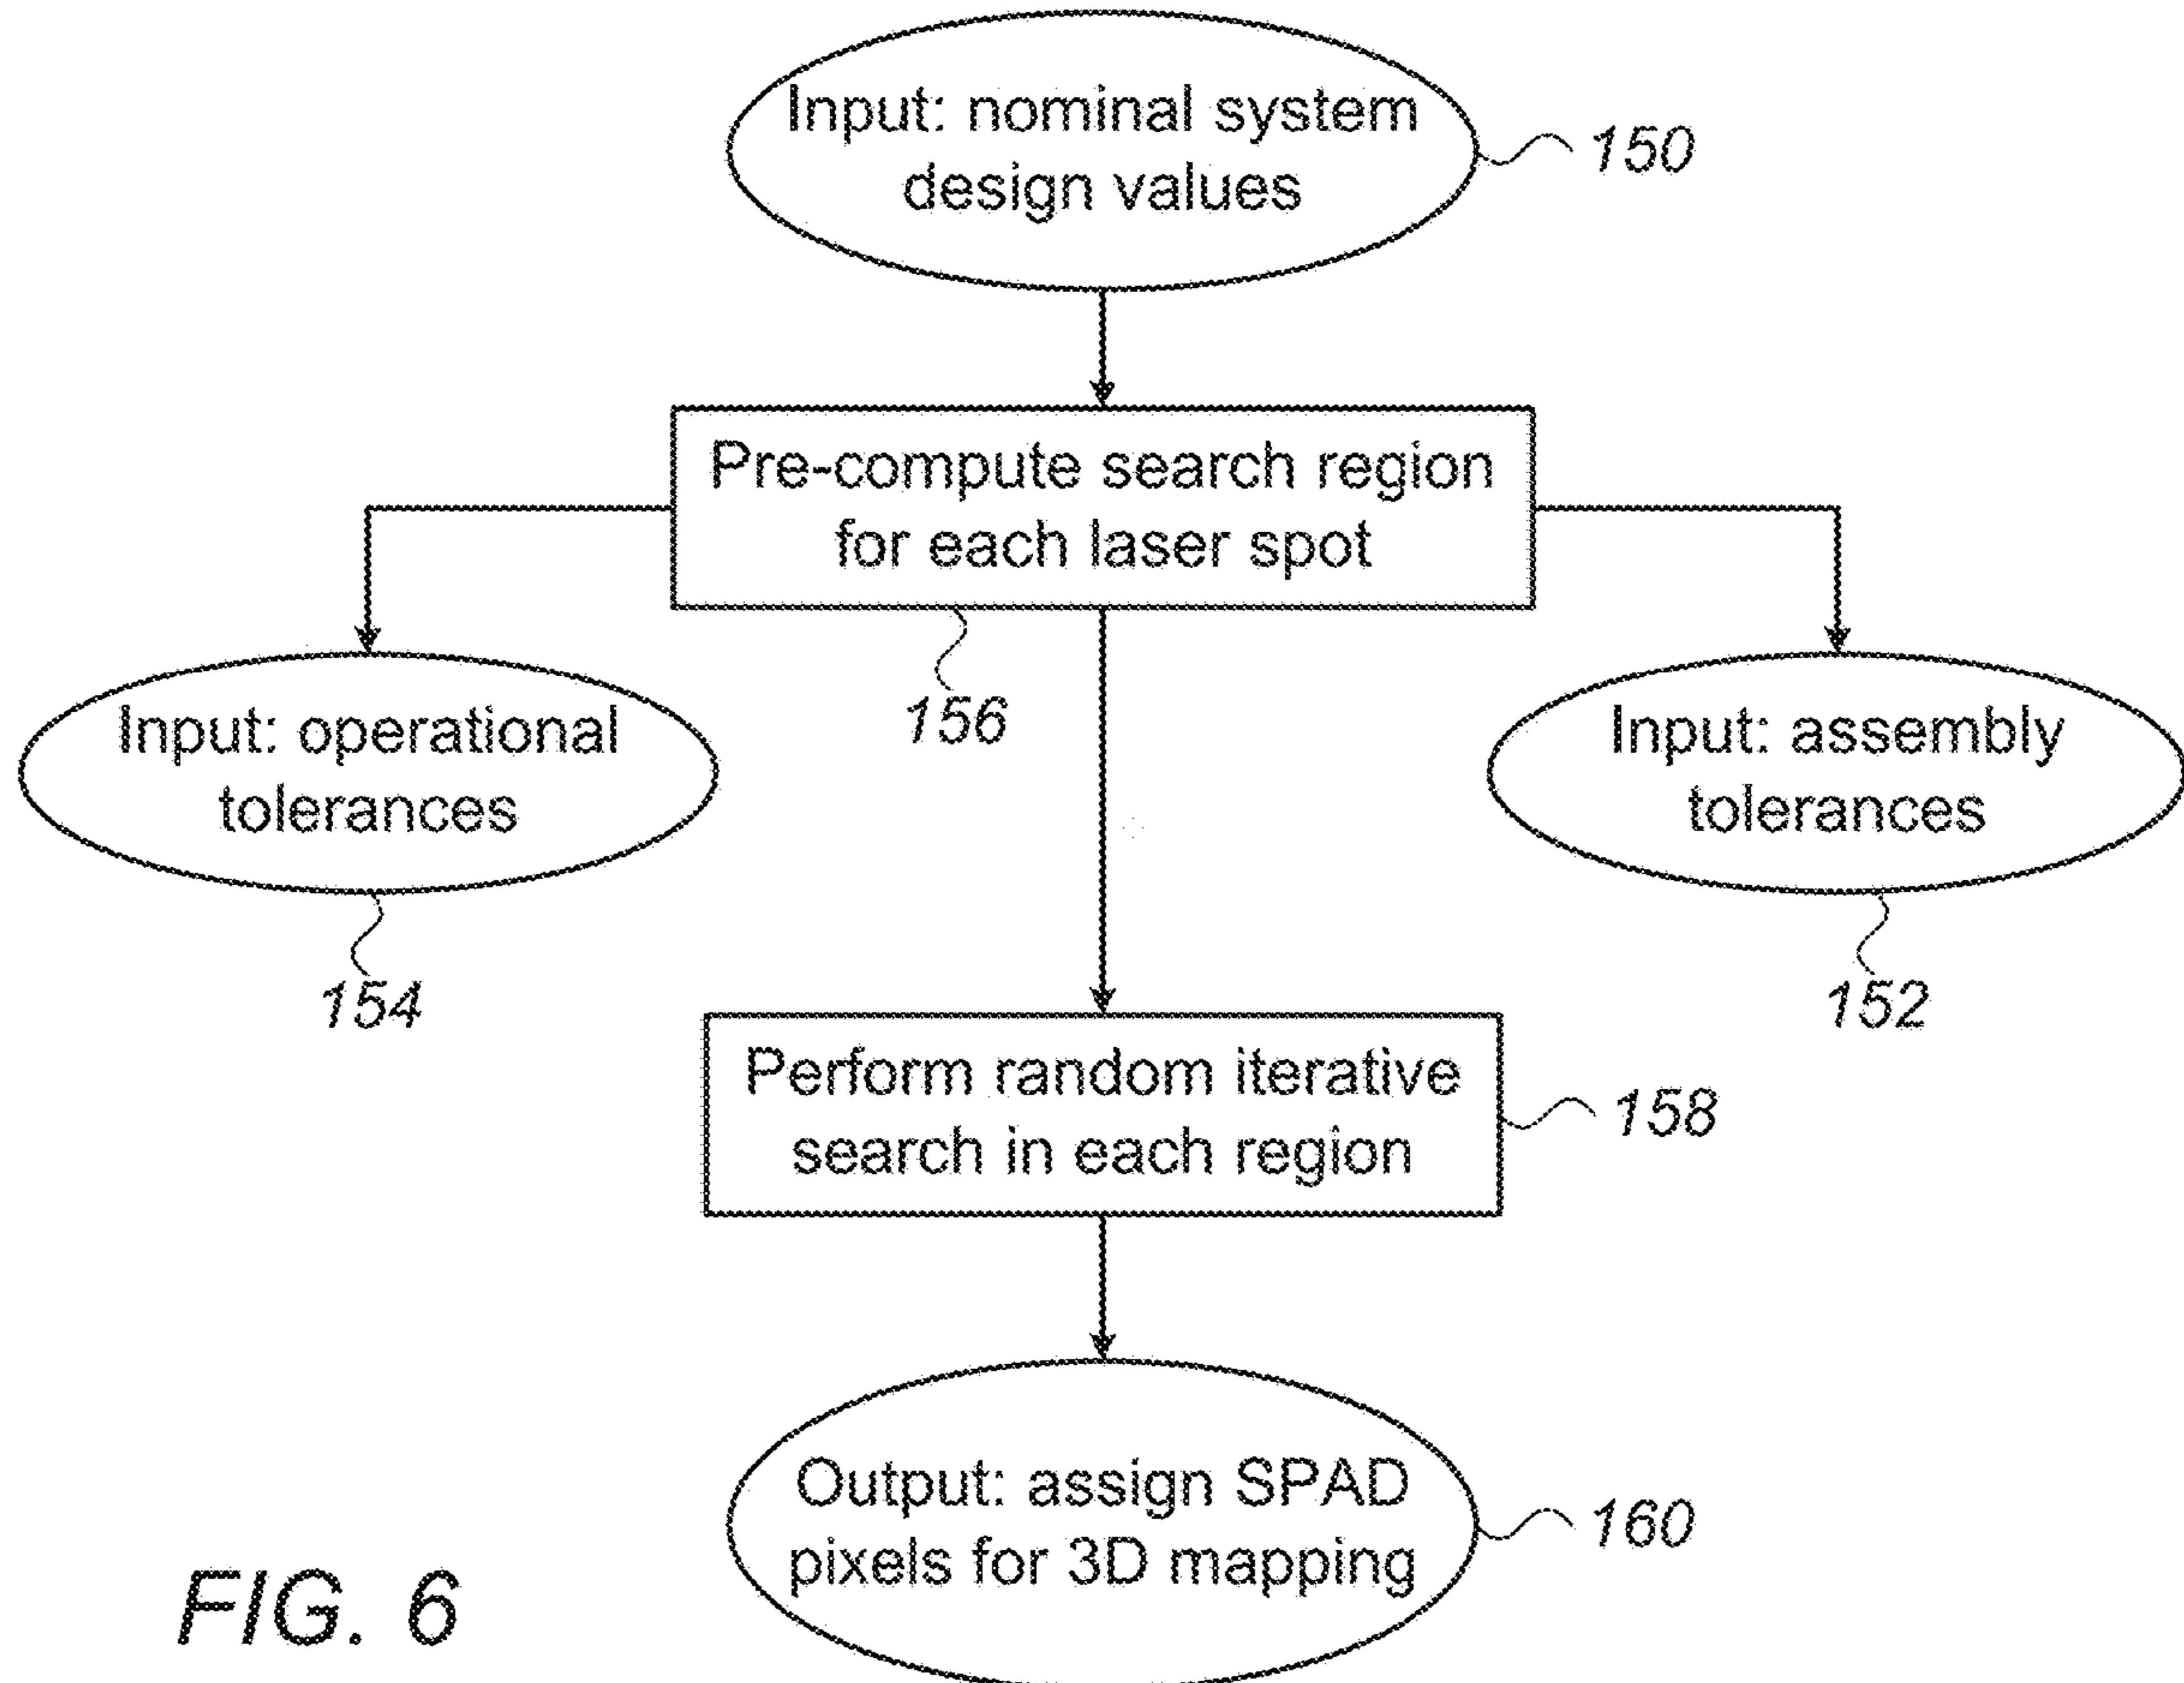 Input: nominal system
design values
150
Pre-compute search region
for each laser spot
156
Input: operational
tolerances
154
Input: assembly
tolerances
152
Perform random iterative
search in each region
158
Output: assign SPAD
pixels for 3D mapping
160
FIG. 6